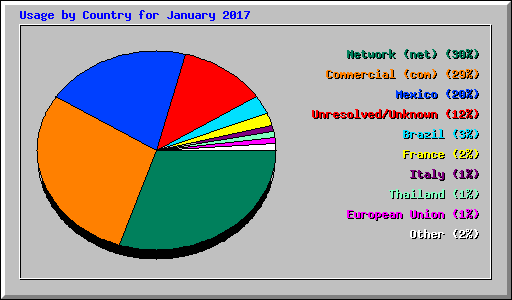 Usage by Country for January 2017
Network (net) (30%)
Commercial (com) (29%)
Mexico (20%)
Unresolved/Unknown (12%)
Brazil (3%)
France (2%)
Italy (1%)
Thailand (1%)
European Union (1%)
Other (2%)